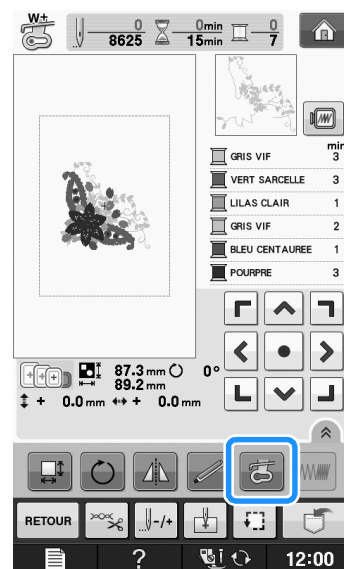 W+
0 0min 0
8625 15min 7
min
GRIS VIF 3
VERT SARCELLE 3
LILAS CLAIR 1
GRIS VIF 2
BLEU CENTAUREE 1
POURPRE 3
87.3 mm 0°
89.2 mm
+ 0.0 mm + 0.0 mm
RETOUR -/+
? 12:00